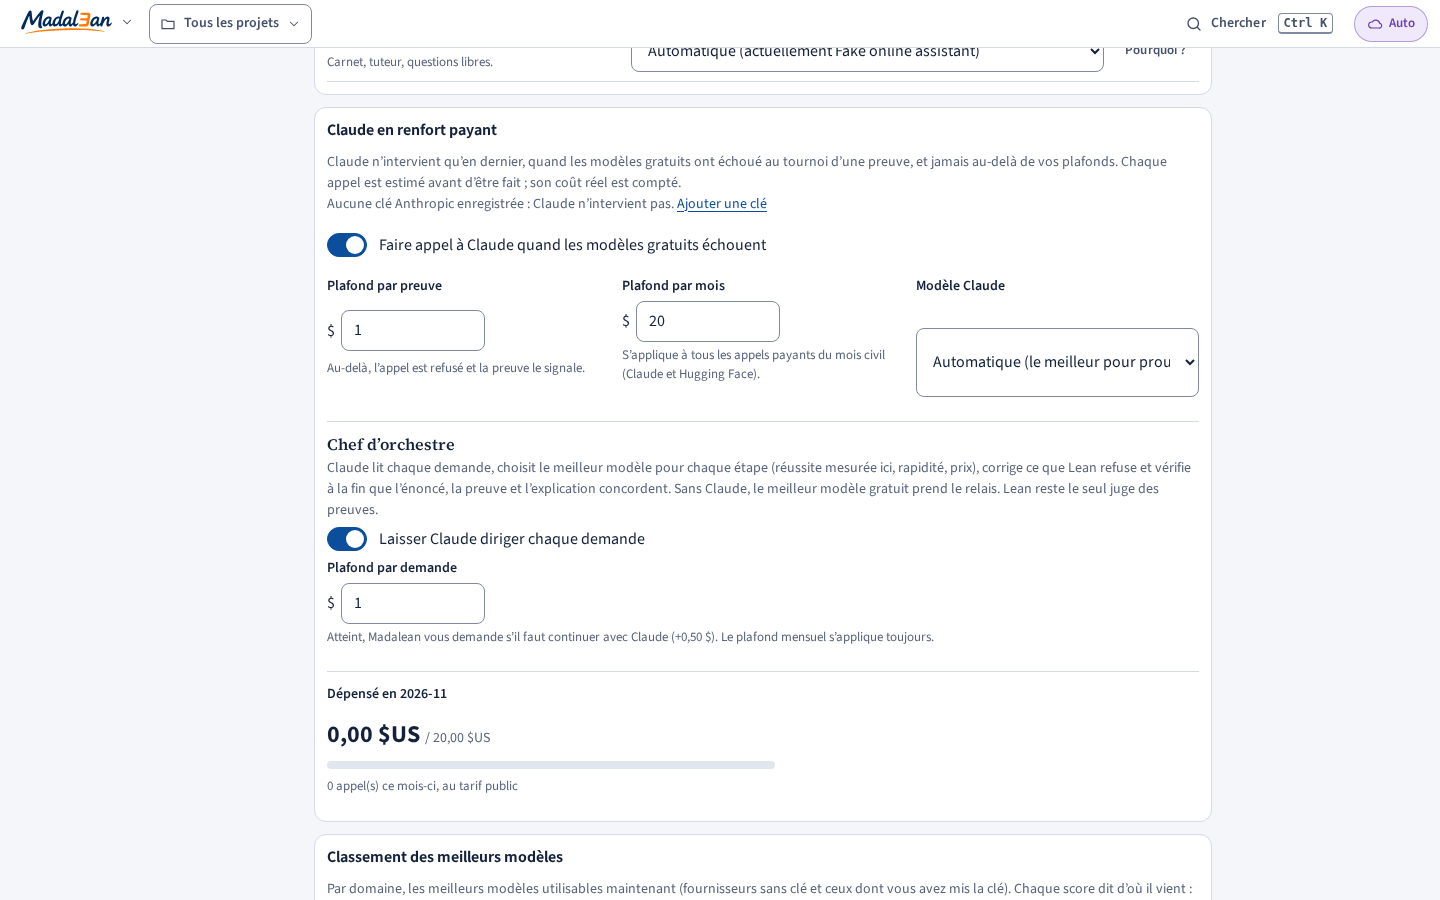 Madalean
Tous les projets
Chercher
Ctrl K
Auto
Carnet, tuteur, questions libres.
Automatique (actuellement Fake online assistant)
Pourquoi ?
Claude en renfort payant
Claude n’intervient qu’en dernier, quand les modèles gratuits ont échoué au tournoi d’une preuve, et jamais au-delà de vos plafonds. Chaque
appel est estimé avant d’être fait ; son coût réel est compté.
Aucune clé Anthropic enregistrée : Claude n’intervient pas. Ajouter une clé
Faire appel à Claude quand les modèles gratuits échouent
Plafond par preuve
$ 1
Au-delà, l’appel est refusé et la preuve le signale.
Plafond par mois
$ 20
S’applique à tous les appels payants du mois civil
(Claude et Hugging Face).
Modèle Claude
Automatique (le meilleur pour prou
Chef d’orchestre
Claude lit chaque demande, choisit le meilleur modèle pour chaque étape (réussite mesurée ici, rapidité, prix), corrige ce que Lean refuse et vérifie
à la fin que l’énoncé, la preuve et l’explication concordent. Sans Claude, le meilleur modèle gratuit prend le relais. Lean reste le seul juge des
preuves.
Laisser Claude diriger chaque demande
Plafond par demande
$ 1
Atteint, Madalean vous demande s’il faut continuer avec Claude (+0,50 $). Le plafond mensuel s’applique toujours.
Dépensé en 2026-11
0,00 $US / 20,00 $US
0 appel(s) ce mois-ci, au tarif public
Classement des meilleurs modèles
Par domaine, les meilleurs modèles utilisables maintenant (fournisseurs sans clé et ceux dont vous avez mis la clé). Chaque score dit d’où il vient :